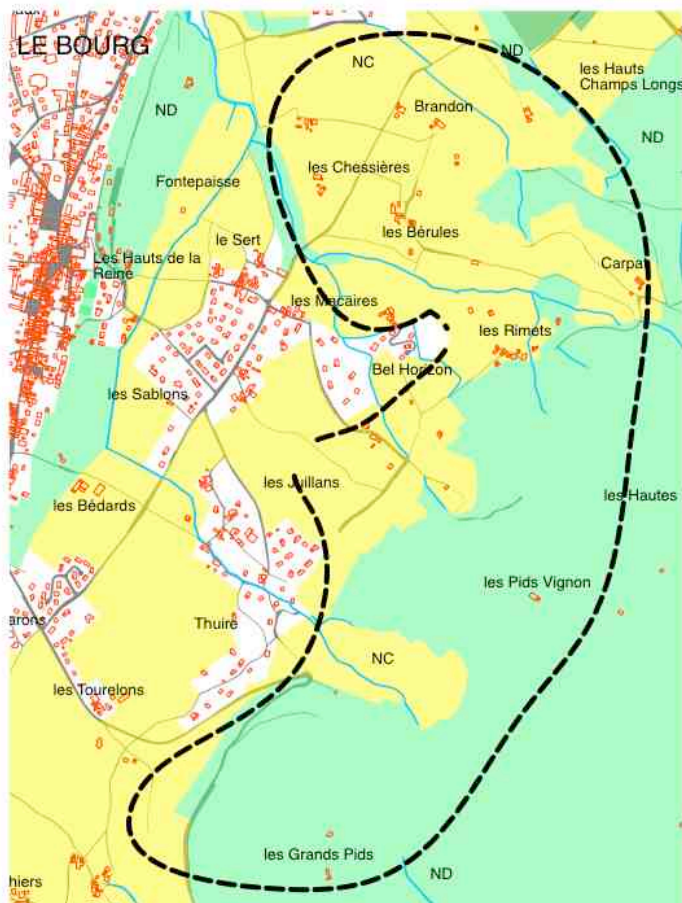 LE BOURG
NC
ND
les Hauts
Champs Longs
ND
Brandon
ND
les Chessières
Fontepaisse
les Bérules
le Sert
Les Hauts de la
Reine
Carpat
les Macaires
les Rimets
Bel Horizon
les Sablons
les Juillans
les Hautes
les Bédards
les Pids Vignon
Thuire
NC
les Tourelons
les Grands Pids
ND